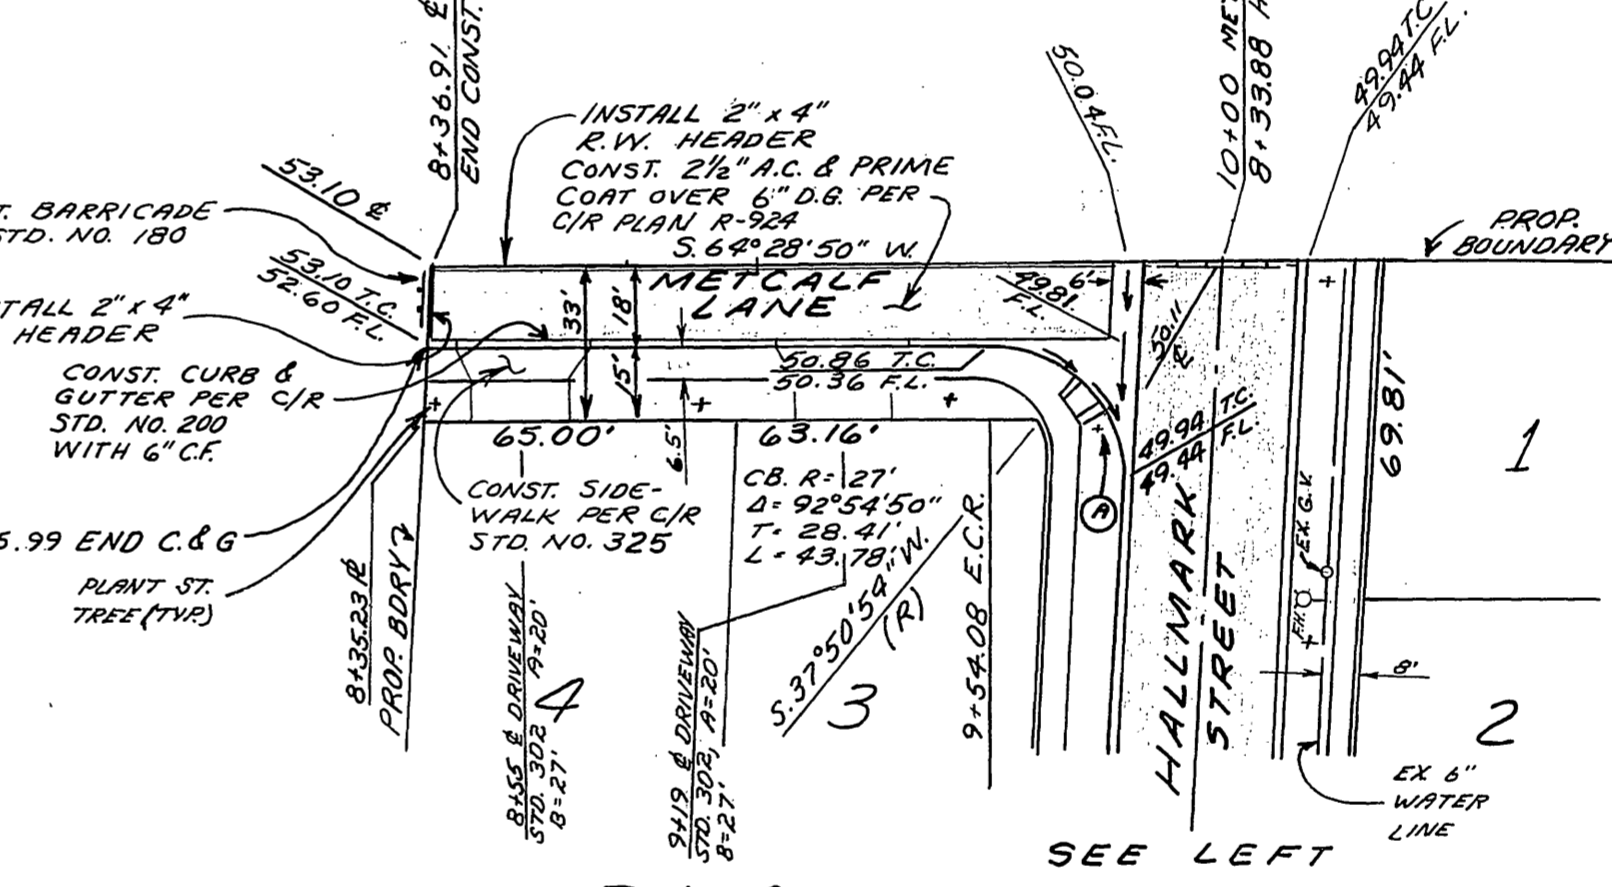 8+36.91 ℄
END CONST.
10+00 MET
8+33.88
49.94 T.C.
49.44 F.L.
50.04 F.L.
53.10 ℄
INSTALL 2" x 4"
R.W. HEADER
CONST. 2½" A.C. & PRIME
COAT OVER 6" D.G. PER
C/R PLAN R-924
S. 64° 28' 50" W.
BARRICADE
STD. NO. 180
53.10 T.C.
52.60 F.L.
2" x 4"
HEADER
CONST. CURB &
GUTTER PER C/R
STD. NO. 200
WITH 6" C.F.
METCALF
LANE
33'
18'
15'
6.5'
49.81
F.L.
6'
50.11
℄
PROP.
BOUNDARY
50.86 T.C.
50.36 F.L.
65.00'
63.16'
49.94 T.C.
49.44 F.L.
69.81'
1
CONST. SIDE-
WALK PER C/R
STD. NO. 325
CB. R= 27'
Δ= 92°54'50"
T= 28.41'
L= 43.78'
A
5.99 END C.& G
PLANT ST.
TREE (TYP.)
8+35.23
PROP. BDRY
8+55 ℄ DRIVEWAY
STD. 302 A=20'
B=27'
4
9+19 ℄ DRIVEWAY
STD. 302, A=20'
B=27'
S. 37°50'54" W.
(R)
3
9+54.08 E.C.R.
HALLMARK
STREET
EX. G.V.
F.H.
8'
2
EX 6"
WATER
LINE
SEE LEFT